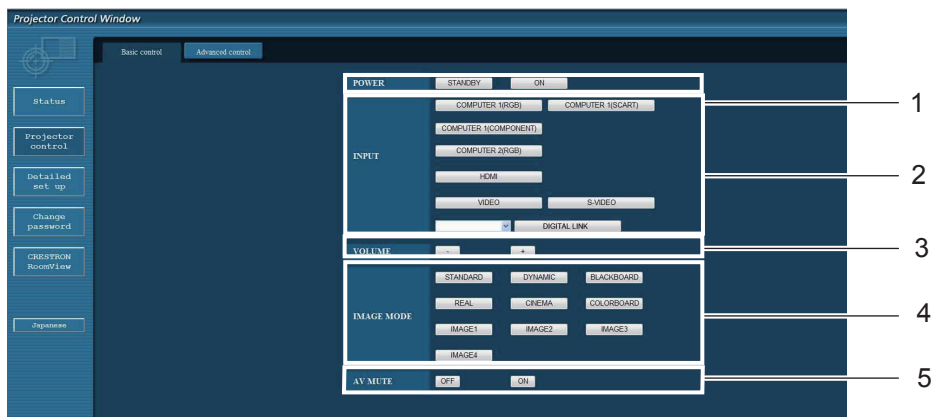 Projector Control Window
Basic control Advanced control
Status
Projector control
Detailed set up
Change password
CRESTRON RoomView
Japanese
POWER STANDBY ON
1
INPUT
COMPUTER 1(RGB) COMPUTER 1(SCART)
COMPUTER 1(COMPONENT)
COMPUTER 2(RGB)
HDMI
VIDEO S-VIDEO
DIGITAL LINK
2
VOLUME - +
3
IMAGE MODE
STANDARD DYNAMIC BLACKBOARD
REAL CINEMA COLORBOARD
IMAGE1 IMAGE2 IMAGE3
IMAGE4
4
AV MUTE OFF ON
5